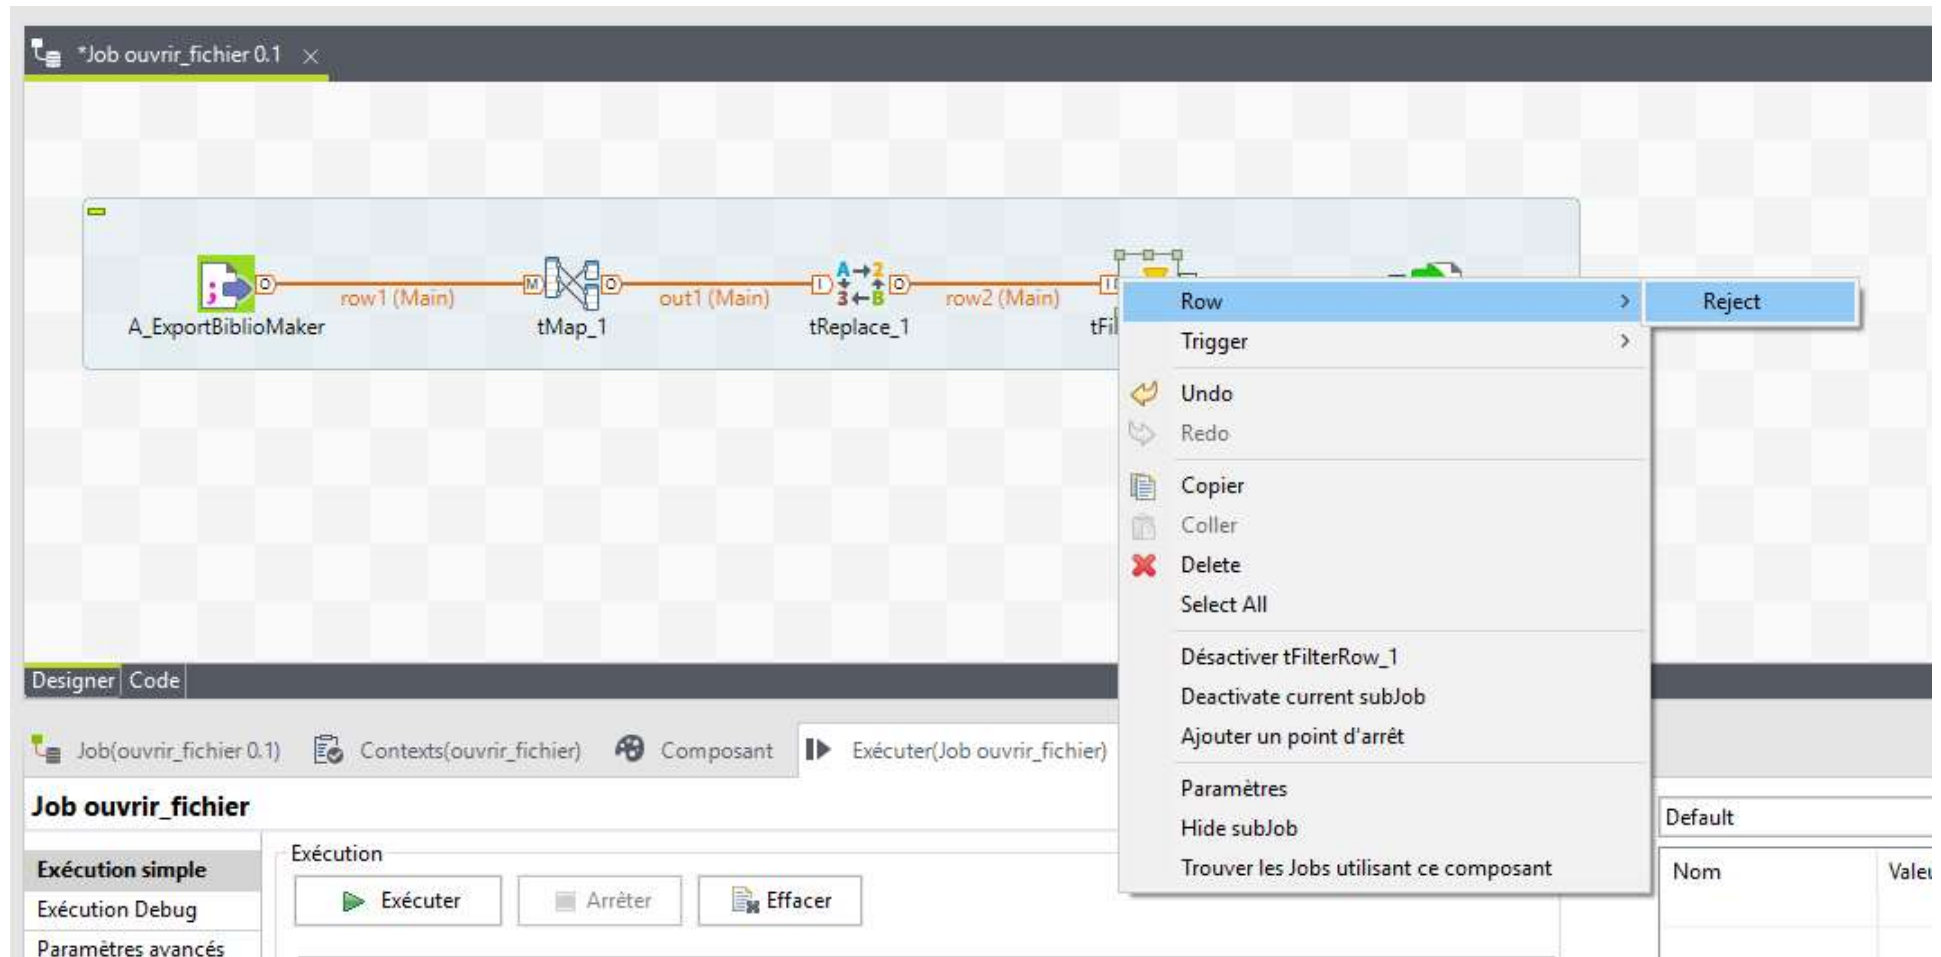 *Job ouvrir_fichier 0.1
row1 (Main)
out1 (Main)
row2 (Main)
A_ExportBiblioMaker
tMap_1
tReplace_1
tFil
Row
Reject
Trigger
Undo
Redo
Copier
Coller
Delete
Select All
Désactiver tFilterRow_1
Deactivate current subJob
Ajouter un point d'arrêt
Paramètres
Hide subJob
Trouver les Jobs utilisant ce composant
Designer Code
Job(ouvrir_fichier 0.1) Contexts(ouvrir_fichier) Composant Exécuter(Job ouvrir_fichier)
Job ouvrir_fichier
Default
Exécution simple
Exécution Debug
Paramètres avancés
Exécution
Exécuter Arrêter Effacer
Nom Valeu